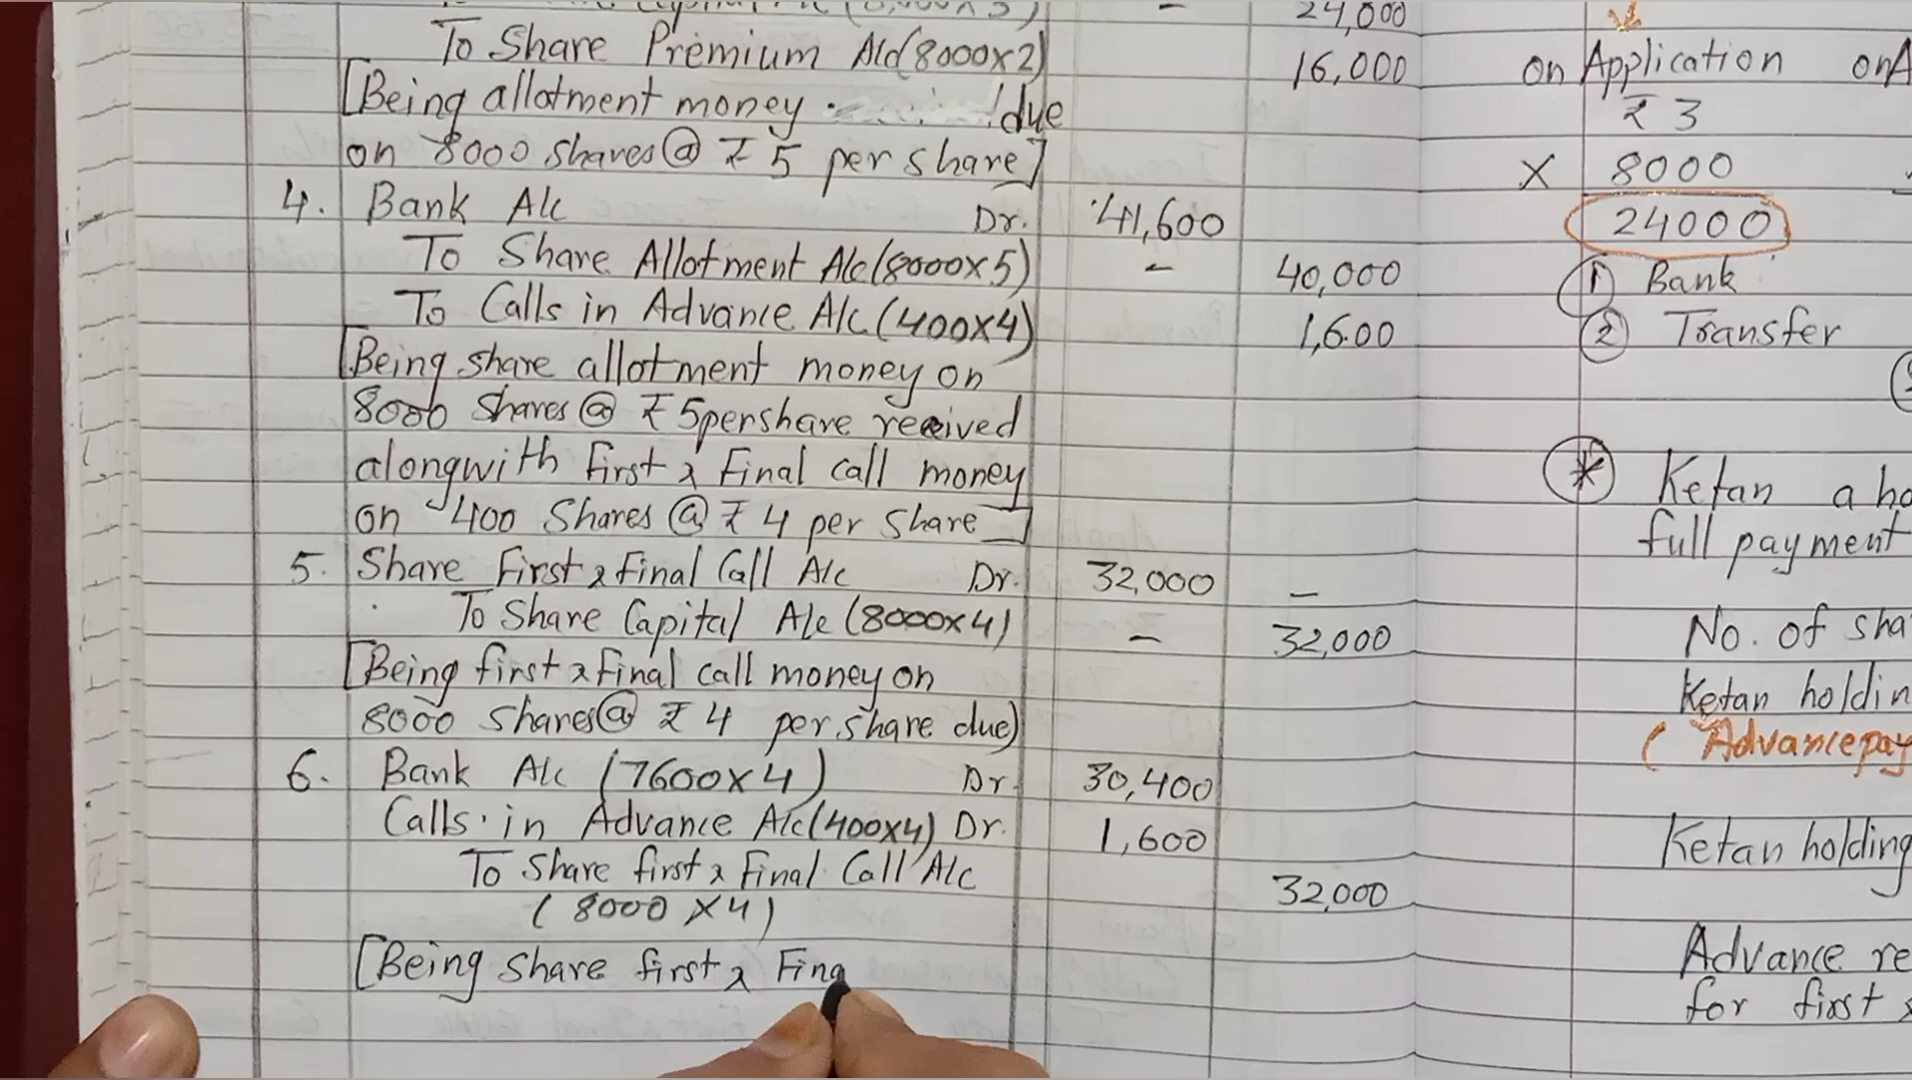 24,000
To Share Premium A/c(8000x2) 16,000
[Being allotment money due
on 8000 shares@ ₹ 5 per share]
4. Bank A/c Dr. 41,600
To Share Allotment A/c(8000x5) - 40,000
To Calls in Advance A/c (400x4) 1,600
[Being share allotment money on
8000 shares @ ₹ 5 per share received
alongwith first & Final call money
on 400 Shares @ ₹ 4 per Share]
5. Share First & Final Call A/c Dr. 32,000 -
To Share Capital A/c (8000x4) - 32,000
[Being first & Final call money on
8000 shares@ ₹ 4 per share due)
6. Bank A/c (7600x4) Dr 30,400
Calls in Advance A/c(400x4) Dr. 1,600
To Share first & Final Call A/c 32,000
( 8000 x4)
[Being share first & Fina
on Application onA
₹ 3
X 8000
24000
1 Bank
2 Transfer
* Ketan a ho
full payment
No. of sha
Ketan holdin
( Advance pay
Ketan holding
Advance re
for first &